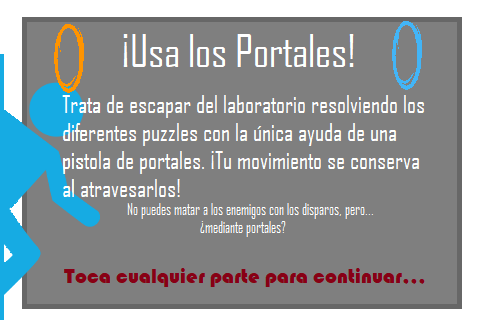 ¡Usa los Portales!
Trata de escapar del laboratorio resolviendo los
diferentes puzzles con la única ayuda de una
pistola de portales. ¡Tu movimiento se conserva
al atravesarlos!
No puedes matar a los enemigos con los disparos, pero...
¿mediante portales?
Toca cualquier parte para continuar...